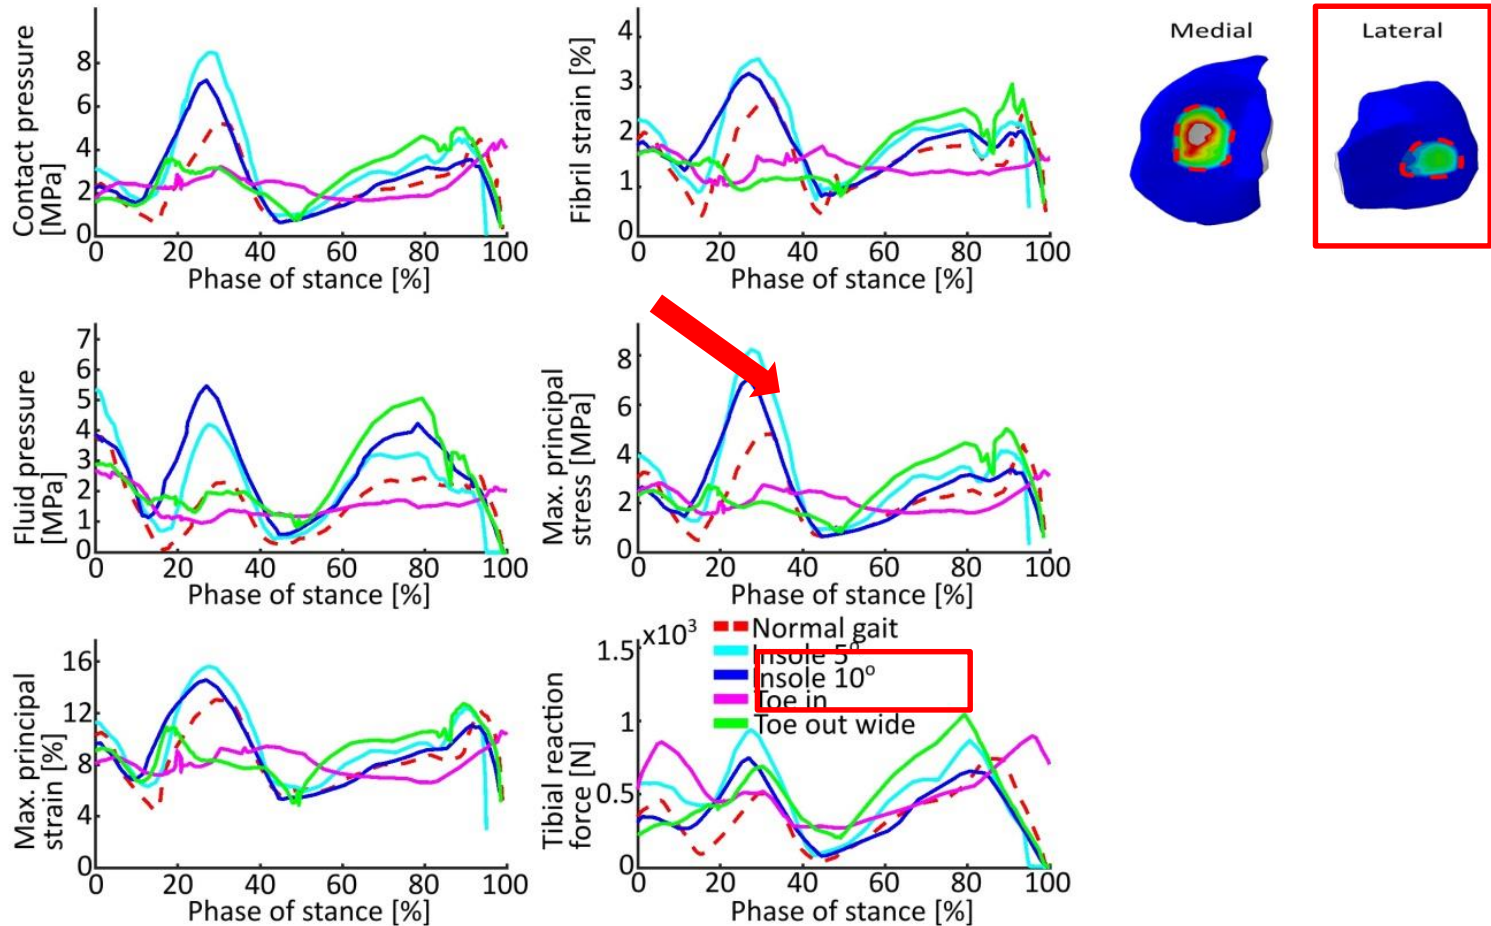 Contact pressure
[MPa]
8
6
4
2
0
0 20 40 60 80 100
Phase of stance [%]
Fibril strain [%]
4
3
2
1
0
0 20 40 60 80 100
Phase of stance [%]
Medial
Lateral
Fluid pressure
[MPa]
7
6
5
4
3
2
1
0
0 20 40 60 80 100
Phase of stance [%]
Max. principal
stress [MPa]
8
6
4
2
0
0 20 40 60 80 100
Phase of stance [%]
Max. principal
strain [%]
16
12
8
4
0
0 20 40 60 80 100
Phase of stance [%]
Tibial reaction
force [N]
x10³
1.5
1
0.5
0
Normal gait
Insole 5º
Insole 10º
Toe in
Toe out wide
0 20 40 60 80 100
Phase of stance [%]